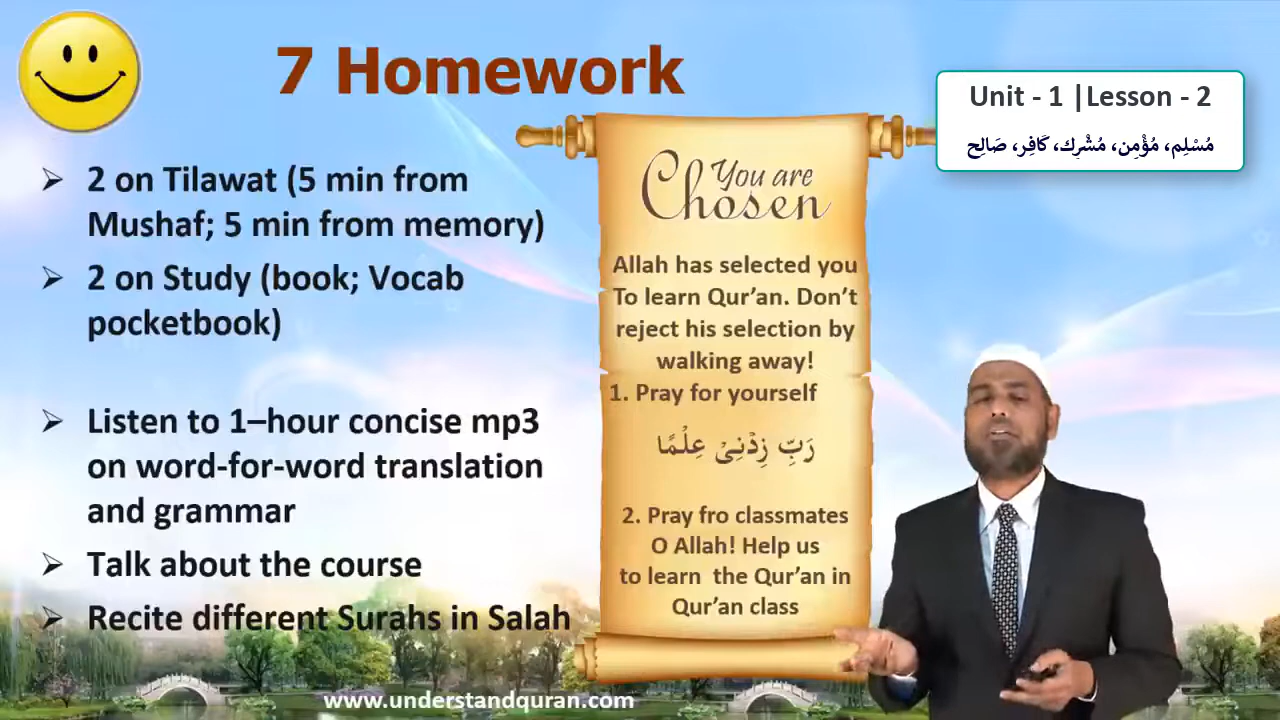 7 Homework
Unit - 1 |Lesson - 2
مُسْلِم، مُؤْمِن، مُشْرِك، كَافِر، صَالِح
➢ 2 on Tilawat (5 min from
Mushaf; 5 min from memory)
➢ 2 on Study (book; Vocab
pocketbook)
➢ Listen to 1–hour concise mp3
on word-for-word translation
and grammar
➢ Talk about the course
➢ Recite different Surahs in Salah
You are
Chosen
Allah has selected you
To learn Qur’an. Don’t
reject his selection by
walking away!
1. Pray for yourself
رَبِّ زِدْنِىْ عِلْمًا
2. Pray fro classmates
O Allah! Help us
to learn the Qur’an in
Qur’an class
www.understandquran.com